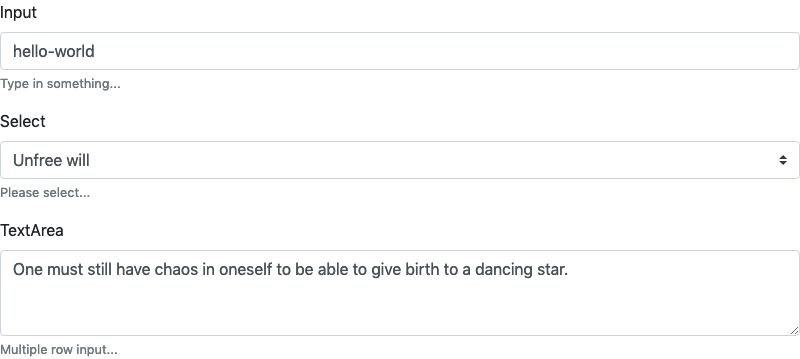 Input
hello-world
Type in something...
Select
Unfree will
Please select...
TextArea
One must still have chaos in oneself to be able to give birth to a dancing star.
Multiple row input...